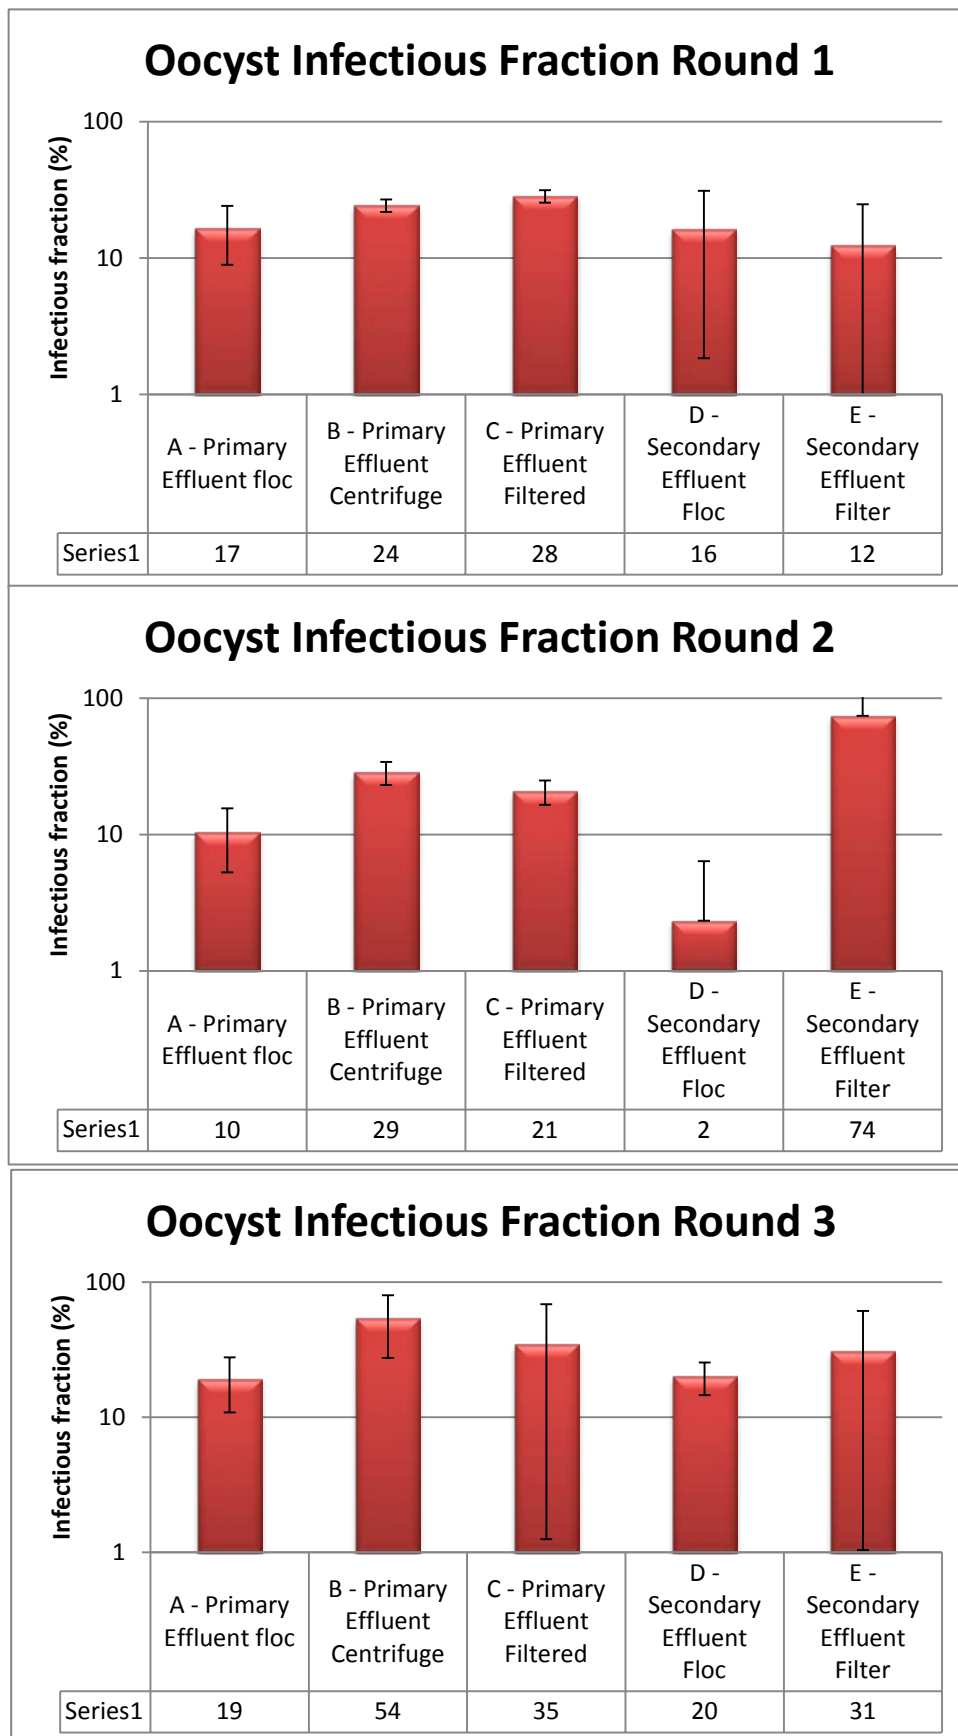 Oocyst Infectious Fraction Round 1
Infectious fraction (%)
100
10
1
A - Primary
Effluent floc
B - Primary
Effluent
Centrifuge
C - Primary
Effluent
Filtered
D -
Secondary
Effluent
Floc
E -
Secondary
Effluent
Filter
Series1 17 24 28 16 12
Oocyst Infectious Fraction Round 2
Infectious fraction (%)
100
10
1
A - Primary
Effluent floc
B - Primary
Effluent
Centrifuge
C - Primary
Effluent
Filtered
D -
Secondary
Effluent
Floc
E -
Secondary
Effluent
Filter
Series1 10 29 21 2 74
Oocyst Infectious Fraction Round 3
Infectious fraction (%)
100
10
1
A - Primary
Effluent floc
B - Primary
Effluent
Centrifuge
C - Primary
Effluent
Filtered
D -
Secondary
Effluent
Floc
E -
Secondary
Effluent
Filter
Series1 19 54 35 20 31